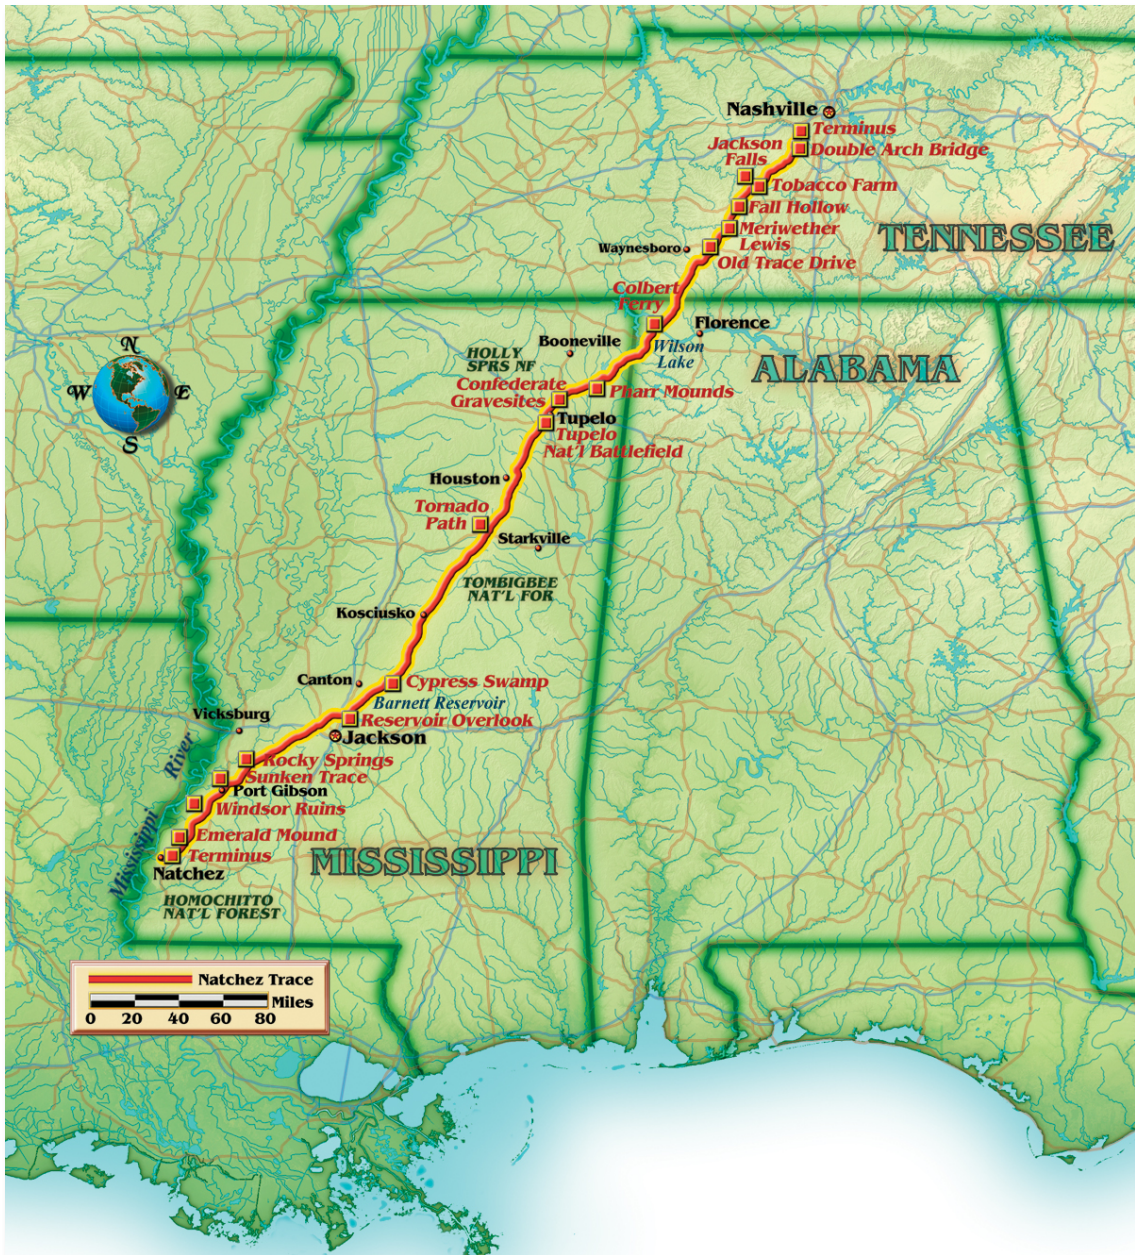 Nashville
Terminus
Double Arch Bridge
Jackson
Falls
Tobacco Farm
Fall Hollow
Meriwether
Lewis
TENNESSEE
Waynesboro
Old Trace Drive
Colbert
Ferry
Florence
Wilson
Lake
ALABAMA
Booneville
HOLLY
SPRS NF
N
W
E
S
Confederate
Gravesites
Pharr Mounds
Tupelo
Tupelo
Nat'l Battlefield
Houston
Tornado
Path
Starkville
TOMBIGBEE
NAT'L FOR
Kosciusko
Canton
Cypress Swamp
Barnett Reservoir
Vicksburg
Reservoir Overlook
Jackson
Rocky Springs
Sunken Trace
Port Gibson
Windsor Ruins
Mississippi River
Emerald Mound
Terminus
Natchez
MISSISSIPPI
HOMOCHITTO
NAT'L FOREST
Natchez Trace
Miles
0 20 40 60 80